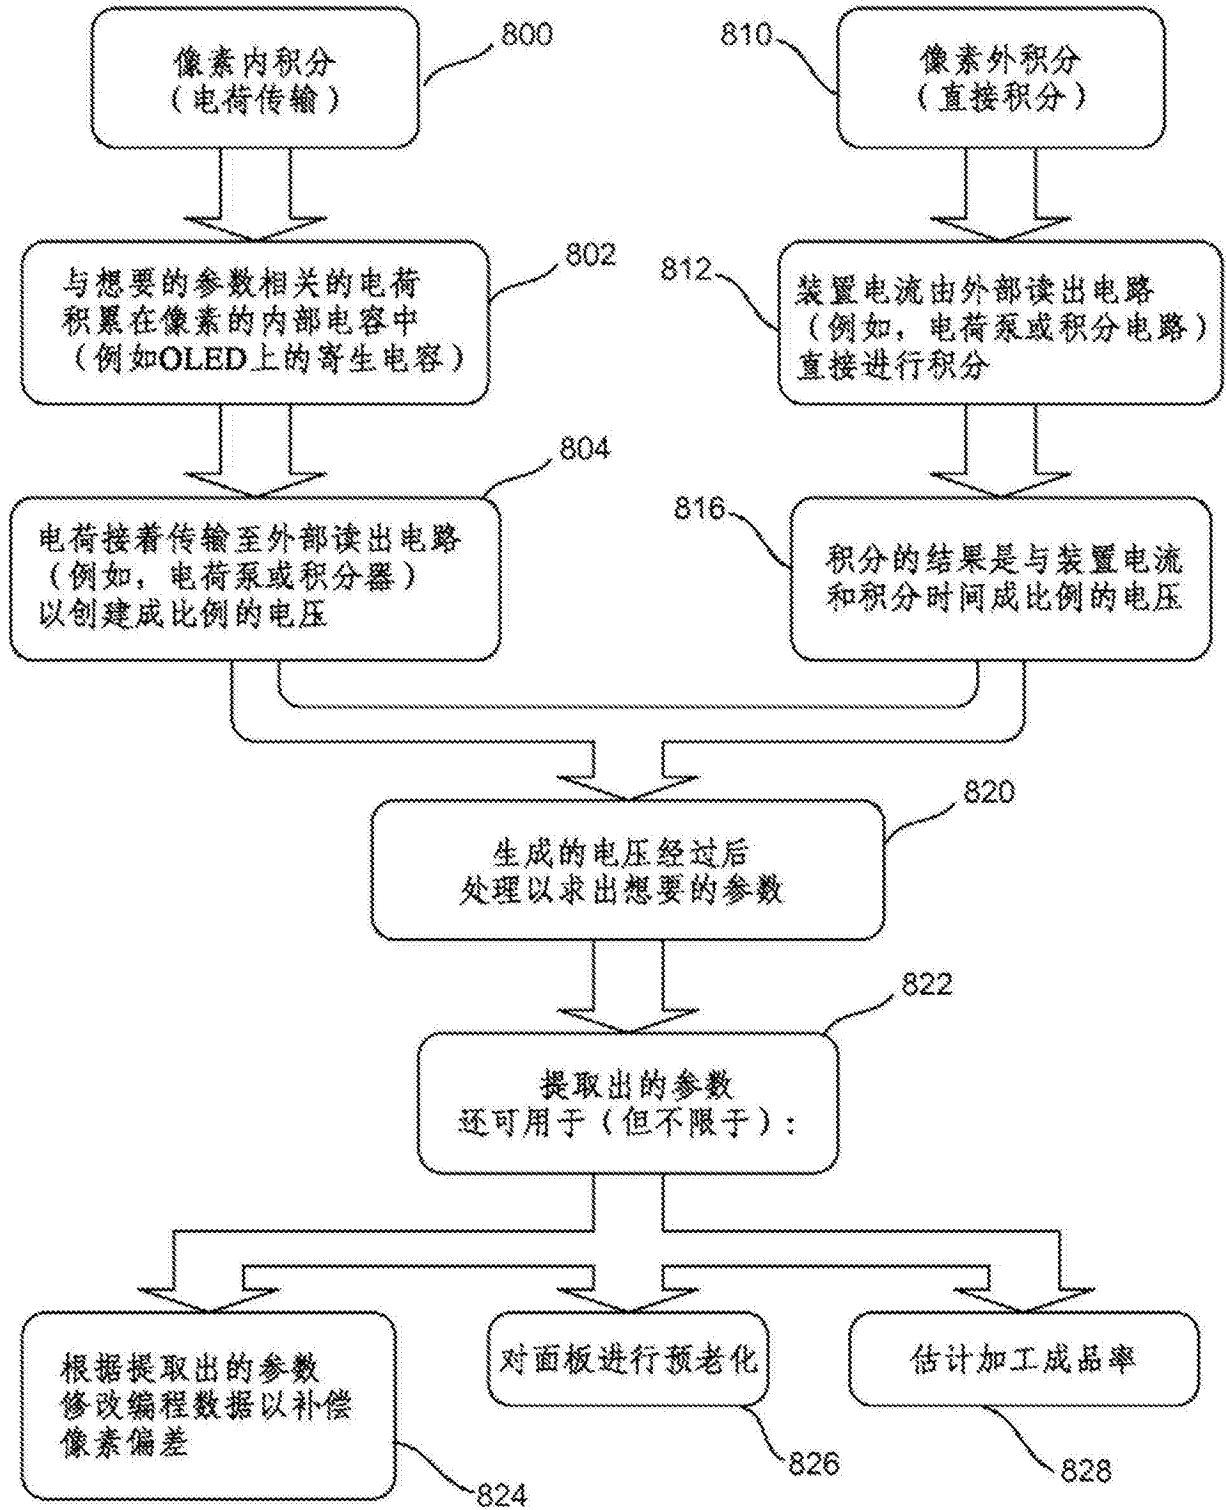 像素内积分
（电荷传输）
800
810
像素外积分
（直接积分）
与想要的参数相关的电荷
积累在像素的内部电容中
（例如OLED上的寄生电容）
802
812
装置电流由外部读出电路
（例如，电荷泵或积分电路）
直接进行积分
804
电荷接着传输至外部读出电路
（例如，电荷泵或积分器）
以创建成比例的电压
816
积分的结果是与装置电流
和积分时间成比例的电压
820
生成的电压经过后
处理以求出想要的参数
822
提取出的参数
还可用于（但不限于）：
根据提取出的参数
修改编程数据以补偿
像素偏差
824
对面板进行预老化
826
估计加工成品率
828